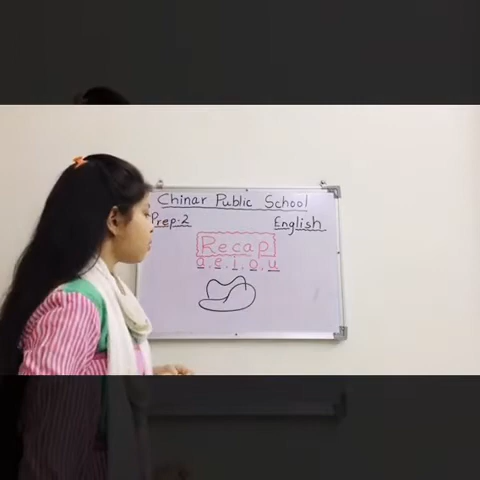 Chinar Public School
Prep-2 English
Recap
a, e, i, o, u